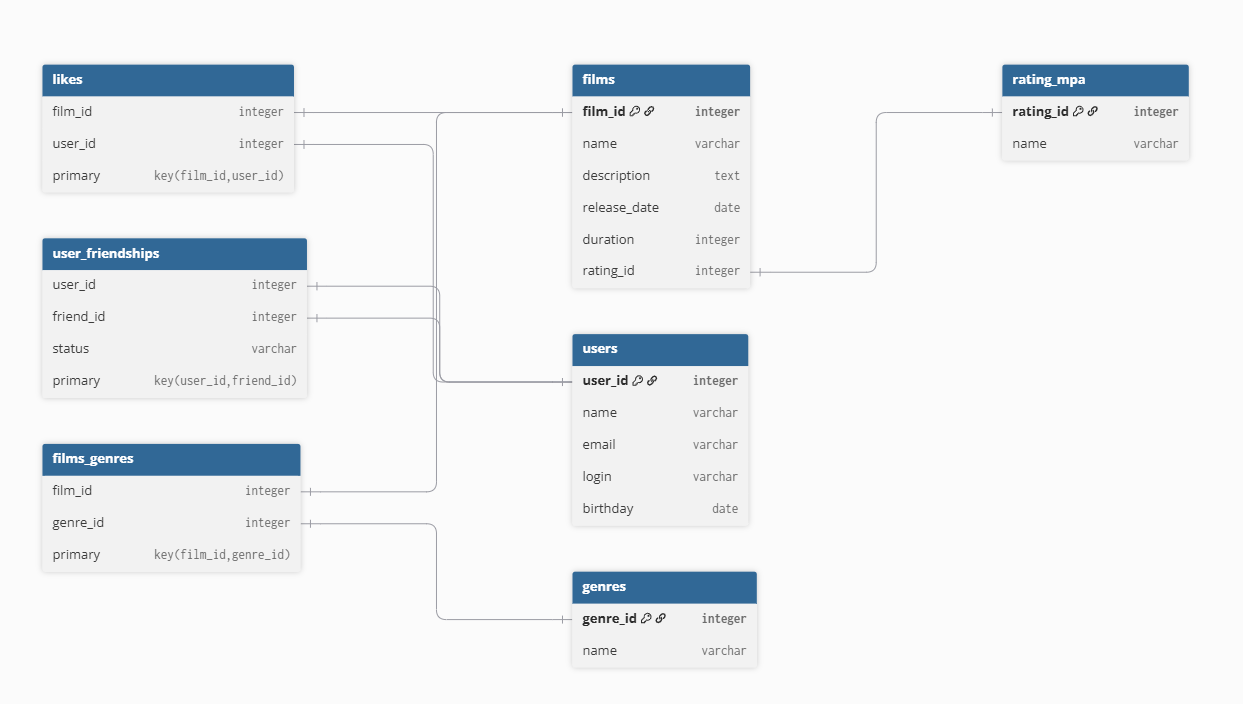 likes
film_id integer
user_id integer
primary key(film_id,user_id)
user_friendships
user_id integer
friend_id integer
status varchar
primary key(user_id,friend_id)
films_genres
film_id integer
genre_id integer
primary key(film_id,genre_id)
films
film_id integer
name varchar
description text
release_date date
duration integer
rating_id integer
users
user_id integer
name varchar
email varchar
login varchar
birthday date
genres
genre_id integer
name varchar
rating_mpa
rating_id integer
name varchar